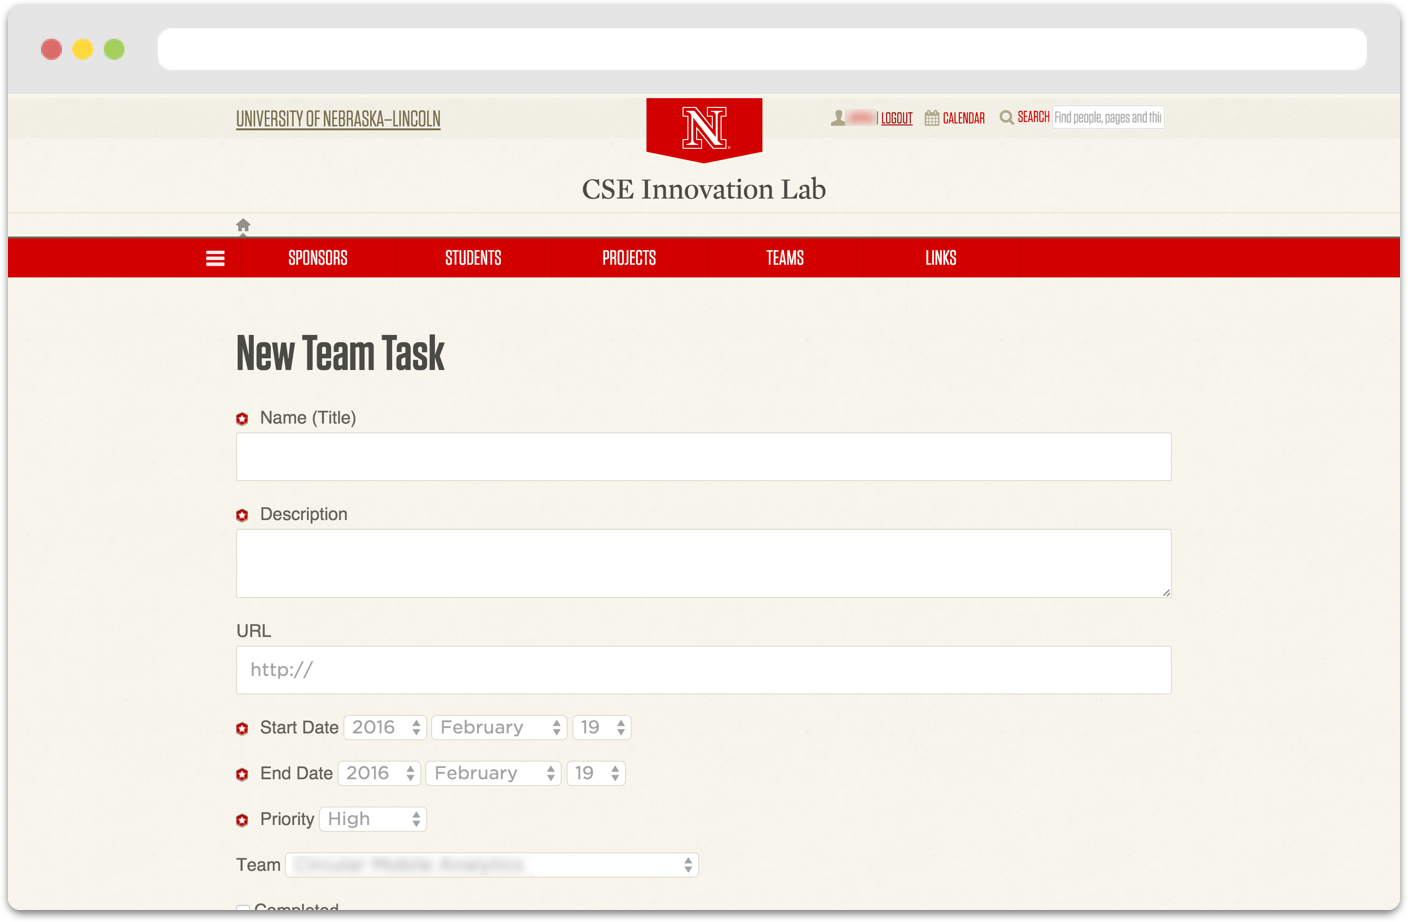 UNIVERSITY OF NEBRASKA–LINCOLN
N
| LOGOUT CALENDAR SEARCH Find people, pages and thi
CSE Innovation Lab
SPONSORS STUDENTS PROJECTS TEAMS LINKS
New Team Task
Name (Title)
Description
URL
http://
Start Date 2016 February 19
End Date 2016 February 19
Priority High
Team
Completed